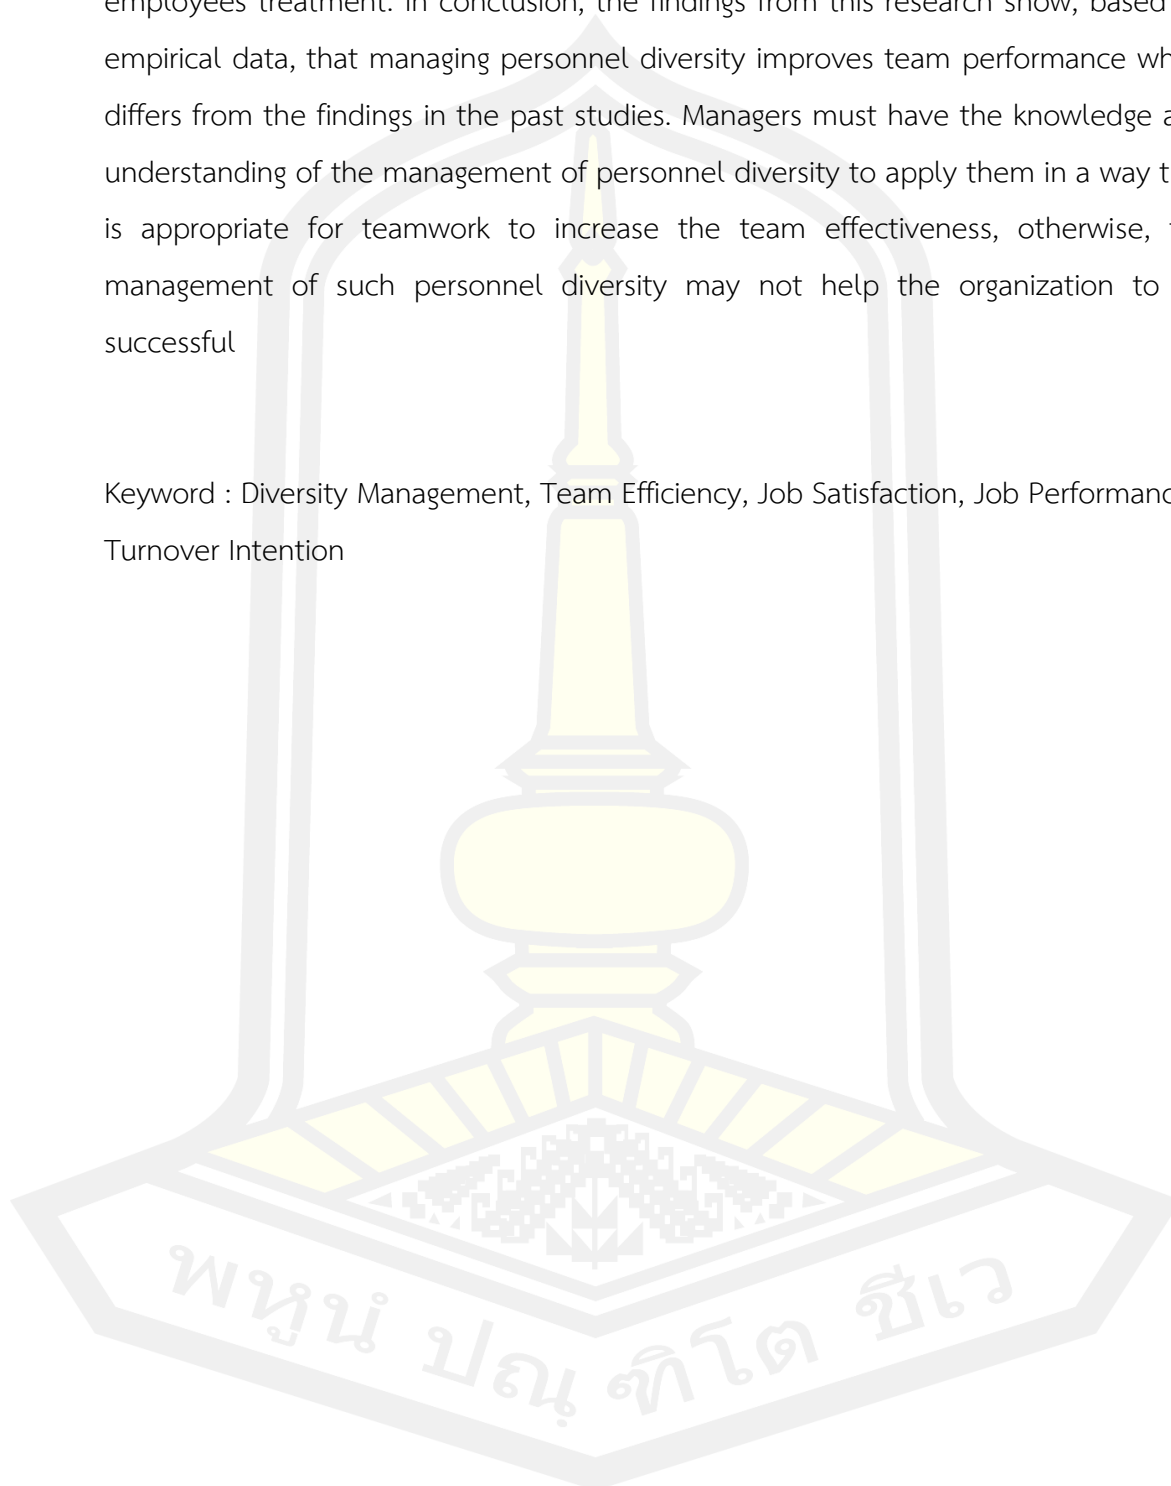 employees treatment. In conclusion, the findings from this research show, based
empirical data, that managing personnel diversity improves team performance wh
differs from the findings in the past studies. Managers must have the knowledge a
understanding of the management of personnel diversity to apply them in a way t
is appropriate for teamwork to increase the team effectiveness, otherwise,
management of such personnel diversity may not help the organization to
successful
Keyword : Diversity Management, Team Efficiency, Job Satisfaction, Job Performanc
Turnover Intention
พหูนํ ปณฺฑิโต ชีเว